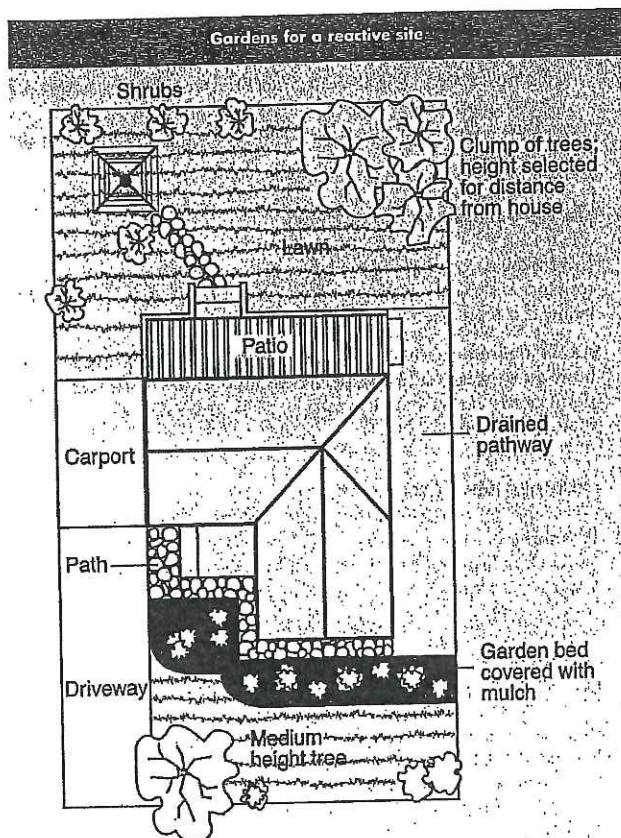 Gardens for a reactive site
Shrubs
Clump of trees,
height selected
for distance
from house
Lawn
Patio
Carport
Drained
pathway
Path
Driveway
Garden bed
covered with
mulch
Medium
height tree